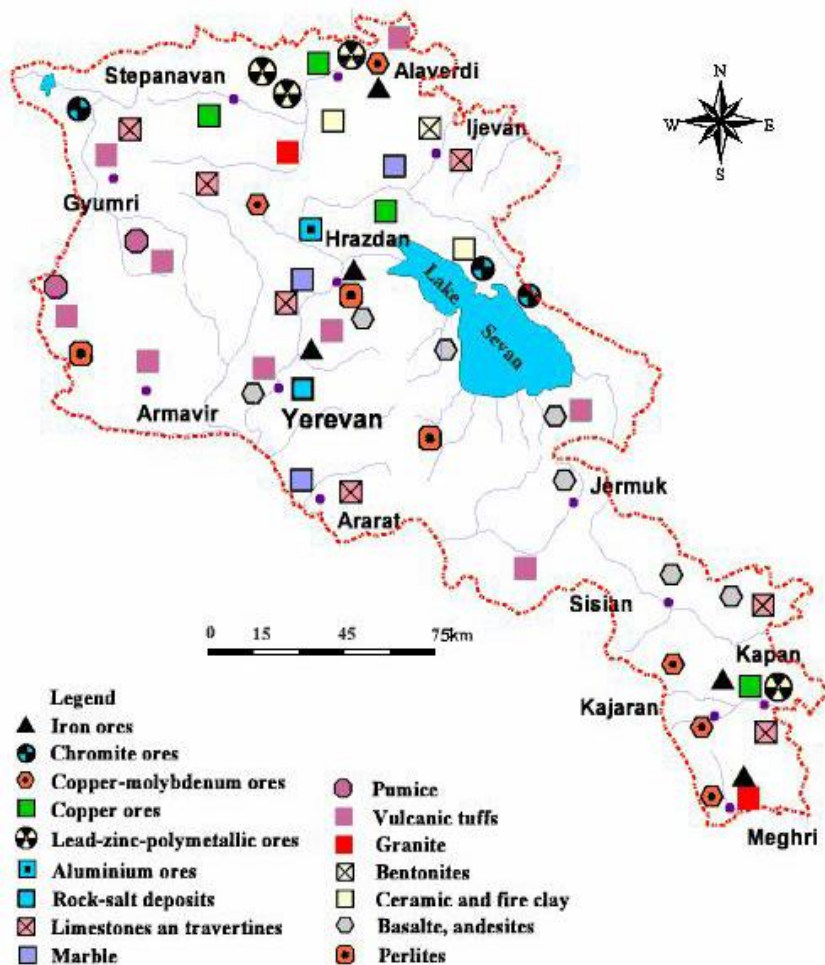 N
W E
S
Stepanavan
Alaverdi
Ijevan
Gyumri
Hrazdan
Lake
Sevan
Armavir
Yerevan
Ararat
Jermuk
Sisian
0 15 45 75km
Kapan
Kajaran
Meghri
Legend
Iron ores
Chromite ores
Copper-molybdenum ores
Copper ores
Lead-zinc-polymetallic ores
Aluminium ores
Rock-salt deposits
Limestones an travertines
Marble
Pumice
Vulcanic tuffs
Granite
Bentonites
Ceramic and fire clay
Basalte, andesites
Perlites